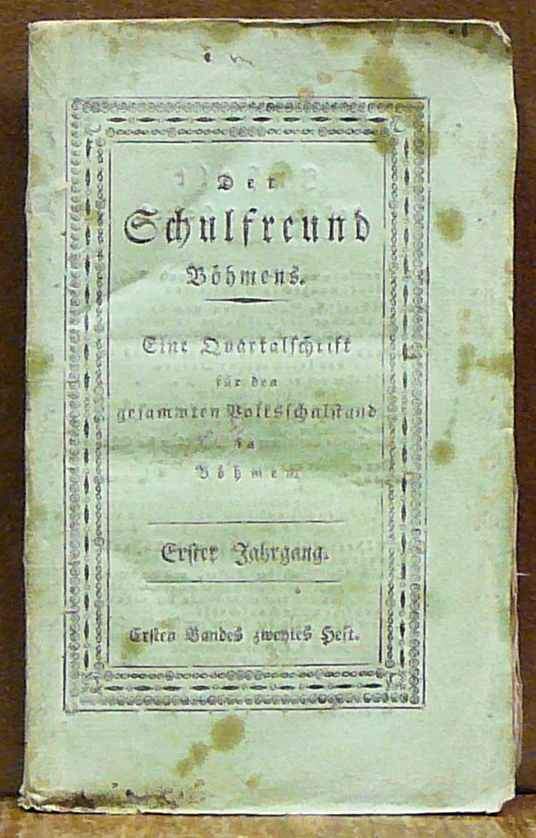 Der
Schulfreund
Böhmens.
Eine Quartalschrift
für den
gesammten Volksschulstand
in
Böhmen.
Erster Jahrgang.
Ersten Bandes zweytes Heft.